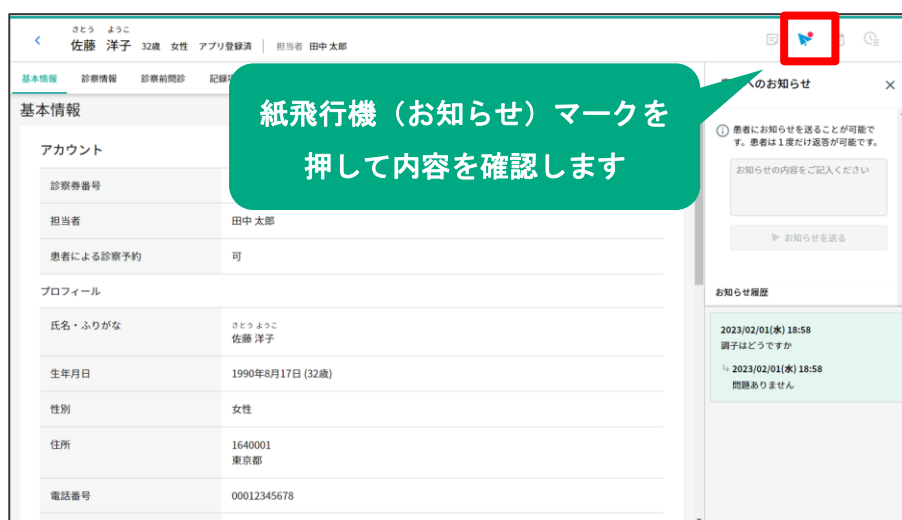 さとう ようこ
佐藤 洋子 32歳 女性 アプリ登録済 担当者 田中 太郎
基本情報 診察情報 診察前問診
基本情報
紙飛行機（お知らせ）マークを
押して内容を確認します
アカウント
診察券番号
担当者 田中 太郎
患者による診察予約 可
プロフィール
氏名・ふりがな
さとう ようこ
佐藤 洋子
生年月日 1990年8月17日 (32歳)
性別 女性
住所 1640001
東京都
電話番号 00012345678
へのお知らせ
患者にお知らせを送ることが可能で
す。患者は１度だけ返答が可能です。
お知らせの内容をご記入ください
お知らせを送る
お知らせ履歴
2023/02/01(水) 18:58
調子はどうですか
2023/02/01(水) 18:58
問題ありません